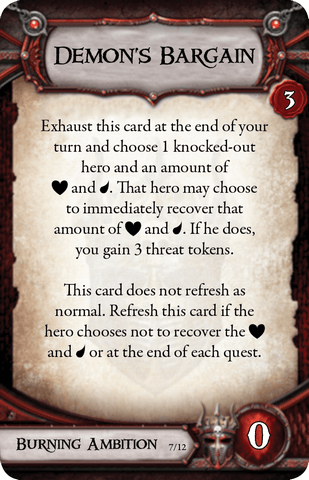 Demon's Bargain
3
Exhaust this card at the end of your
turn and choose 1 knocked-out
hero and an amount of
♥ and 💧. That hero may choose
to immediately recover that
amount of ♥ and 💧. If he does,
you gain 3 threat tokens.
This card does not refresh as
normal. Refresh this card if the
hero chooses not to recover the ♥
and 💧 or at the end of each quest.
Burning Ambition 7/12
0